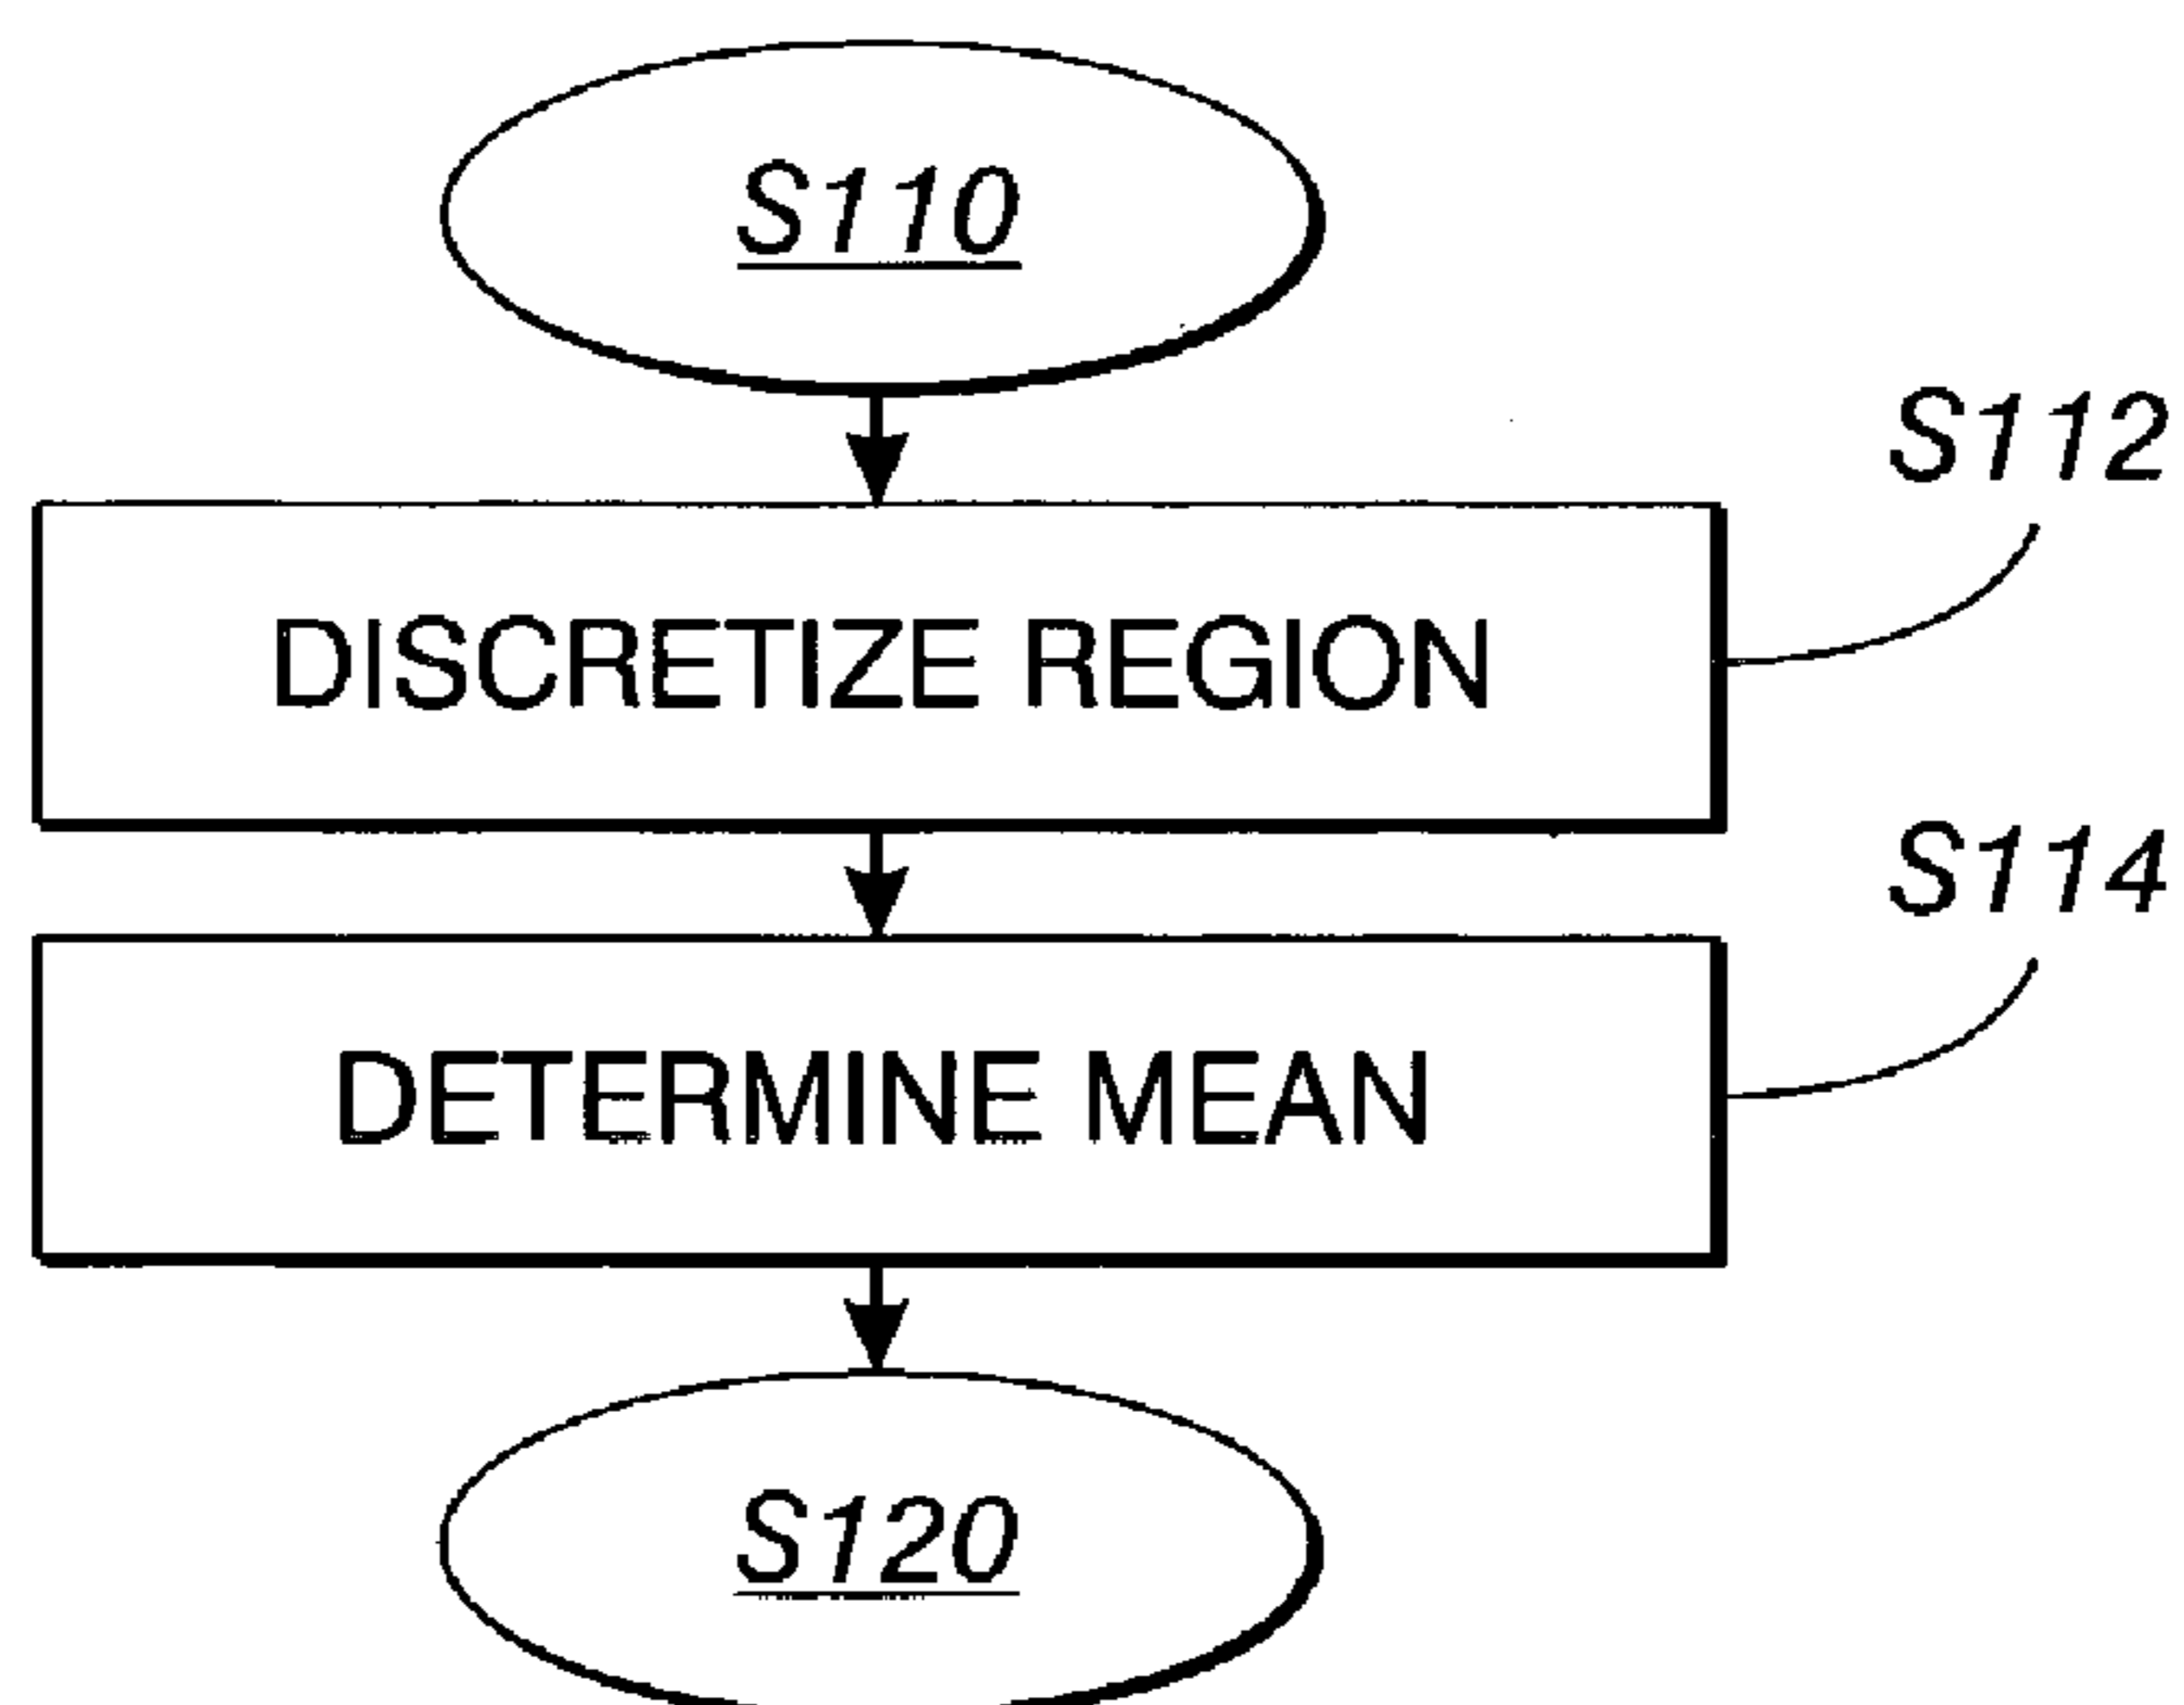 S110
S112
DISCRETIZE REGION
S114
DETERMINE MEAN
S120